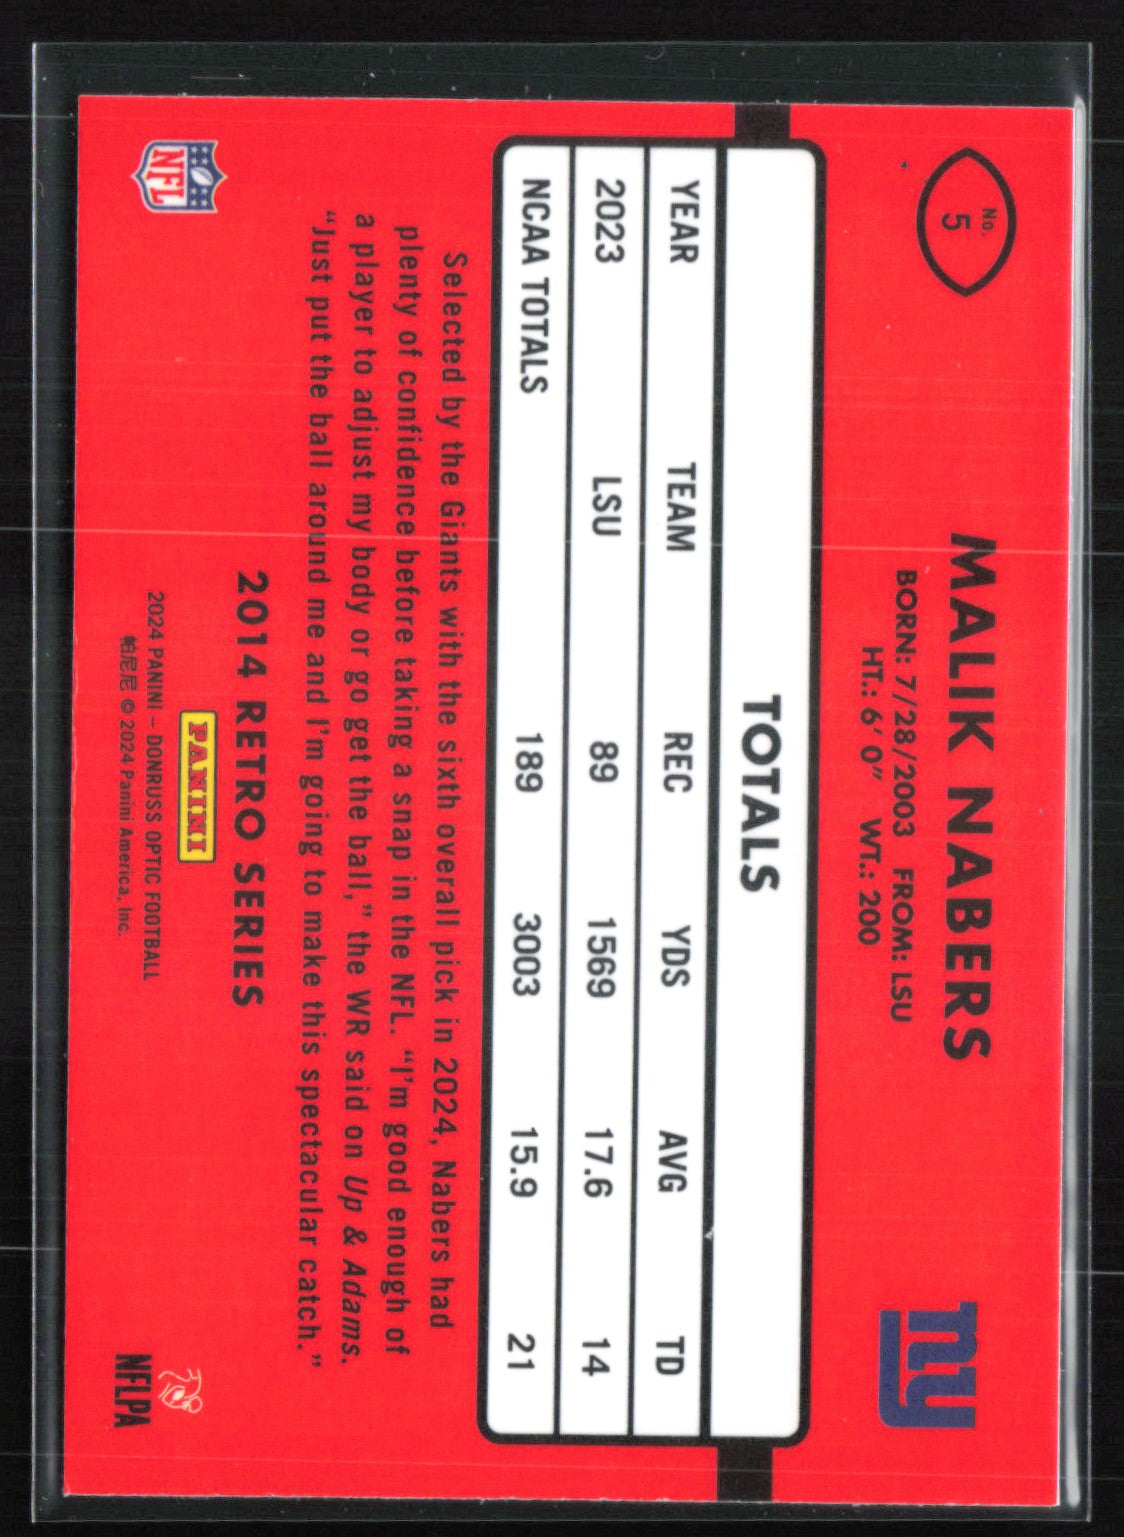 No.
5
MALIK NABERS
BORN: 7/28/2003 FROM: LSU
HT.: 6' 0" WT.: 200
NY
TOTALS
YEAR TEAM REC YDS AVG TD
2023 LSU 89 1569 17.6 14
NCAA TOTALS 189 3003 15.9 21
Selected by the Giants with the sixth overall pick in 2024, Nabers had
plenty of confidence before taking a snap in the NFL. “I’m good enough of
a player to adjust my body or go get the ball,” the WR said on Up & Adams.
“Just put the ball around me and I’m going to make this spectacular catch.”
2014 RETRO SERIES
NFL
PANINI
2024 PANINI – DONRUSS OPTIC FOOTBALL
帕尼尼 © 2024 Panini America, Inc.
NFLPA